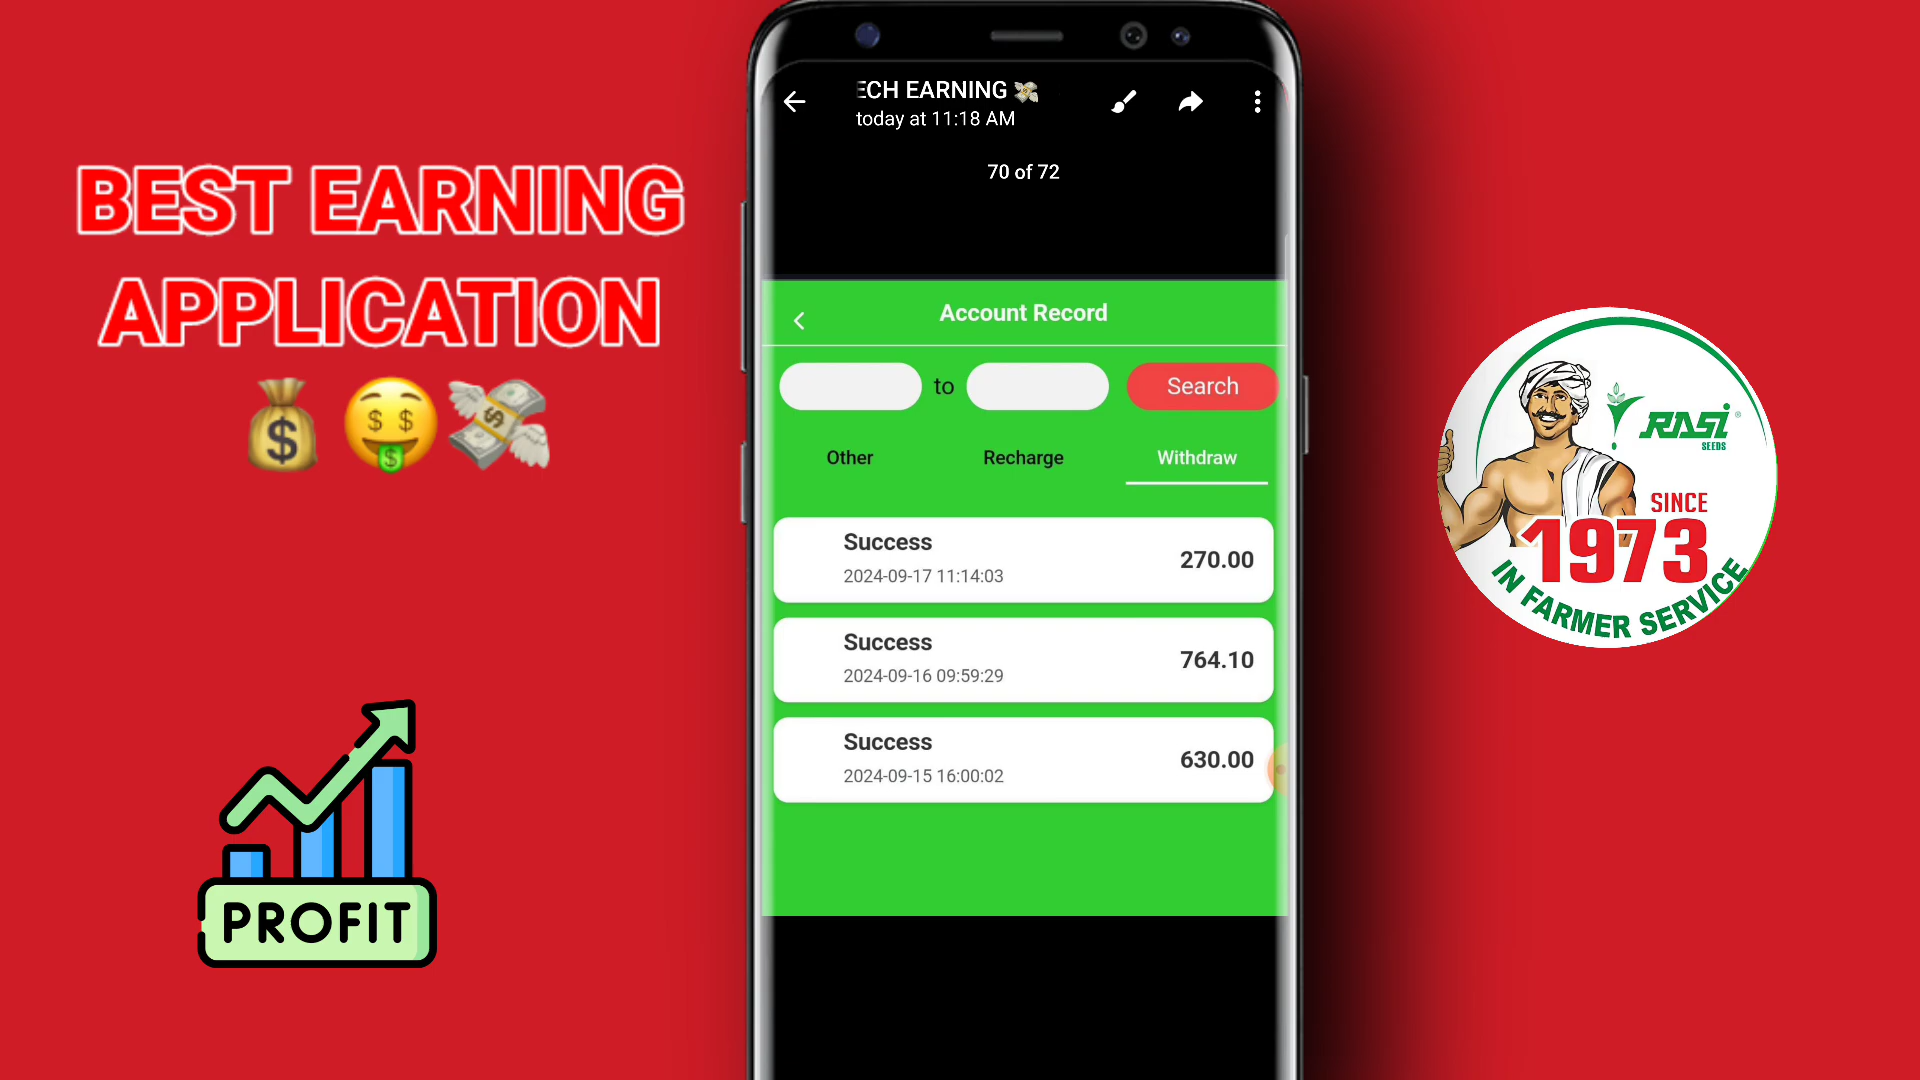 BEST EARNING
APPLICATION
PROFIT
ECH EARNING 💸
today at 11:18 AM
70 of 72
Account Record
to
Search
Other
Recharge
Withdraw
Success
2024-09-17 11:14:03
270.00
Success
2024-09-16 09:59:29
764.10
Success
2024-09-15 16:00:02
630.00
RASI®
SEEDS
SINCE
1973
IN FARMER SERVICE